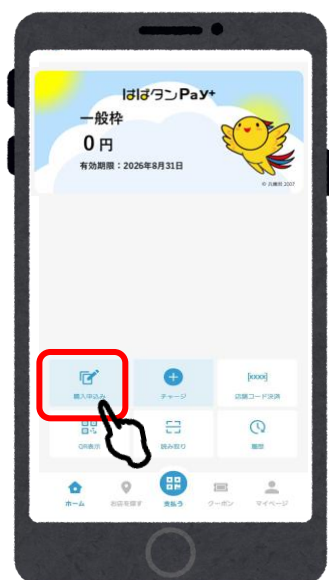 はばタンPay+
一般枠
0 円
有効期限：2026年8月31日
© 兵庫県 2007
購入申込み
チャージ
[xxxx]
店舗コード決済
QR表示
読み取り
履歴
ホーム
お店を探す
支払う
クーポン
マイページ